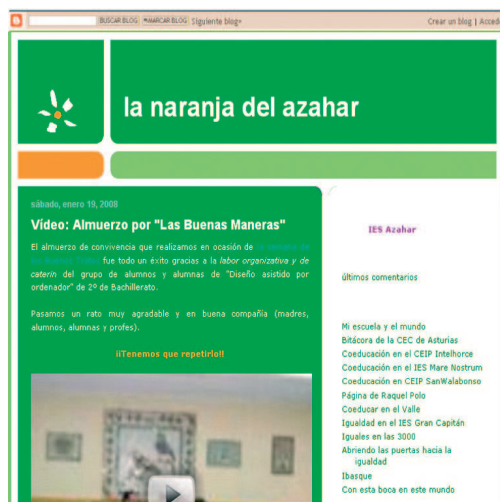 BUSCAR BLOG MARCAR BLOG Siguiente blog»
Crear un blog | Acced
la naranja del azahar
sábado, enero 19, 2008
Vídeo: Almuerzo por "Las Buenas Maneras"
El almuerzo de convivencia que realizamos en ocasión de
fue todo un éxito gracias a la labor organizativa y de
caterin del grupo de alumnos y alumnas de "Diseño asistido por
ordenador" de 2º de Bachillerato.
Pasamos un rato muy agradable y en buena compañía (madres,
alumnos, alumnas y profes).
¡¡Tenemos que repetirlo!!
IES Azahar
últimos comentarios
Mi escuela y el mundo
Bitácora de la CEC de Asturias
Coeducación en el CEIP Intelhorce
Coeducación en el IES Mare Nostrum
Coeducación en CEIP SanWalabonso
Página de Raquel Polo
Coeducar en el Valle
Igualdad en el IES Gran Capitán
Iguales en las 3000
Abriendo las puertas hacia la
igualdad
Ibasque
Con esta boca en este mundo